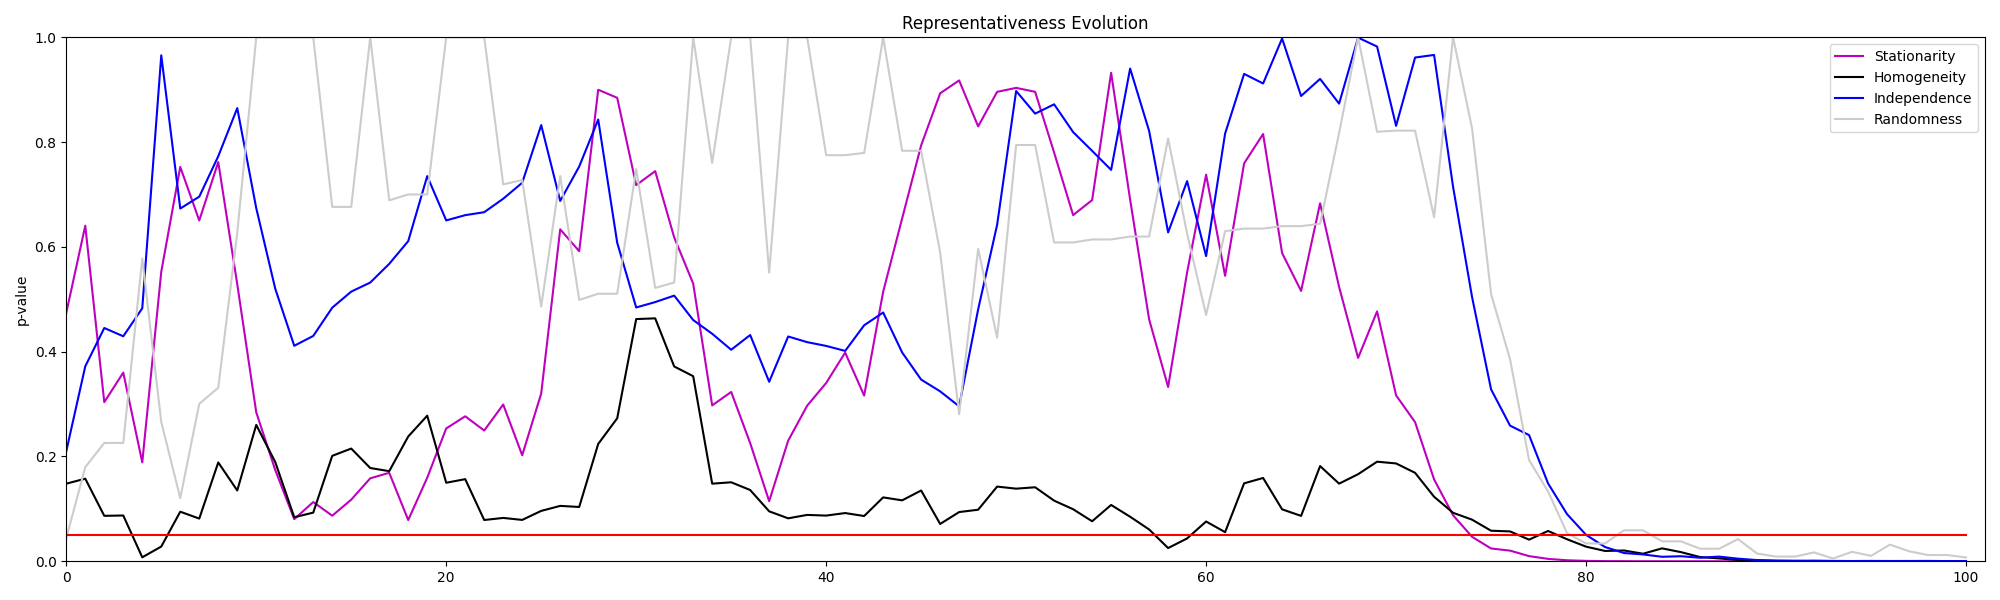 Representativeness Evolution
1.0
0.8
0.6
0.4
0.2
0.0
p-value
0
20
40
60
80
100
Stationarity
Homogeneity
Independence
Randomness